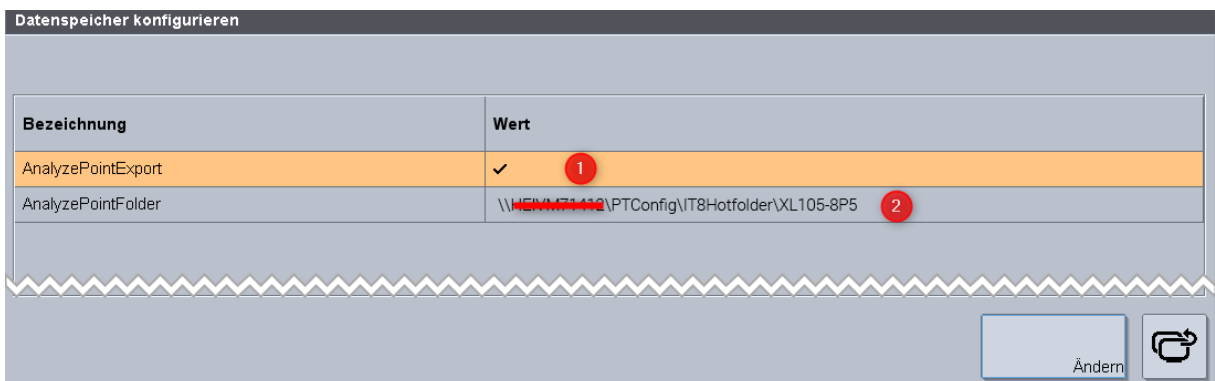 Datenspeicher konfigurieren
Bezeichnung Wert
AnalyzePointExport ✓ 1
AnalyzePointFolder \\\PTConfig\IT8Hotfolder\XL105-8P5 2
Ändern